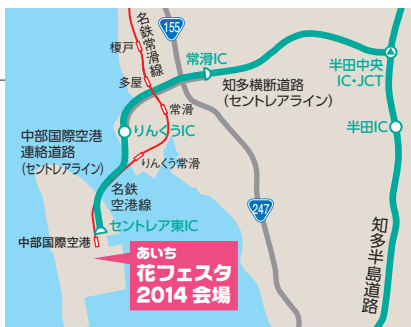 155
名鉄常滑線
榎戸
常滑IC
半田中央
IC・JCT
多屋
知多横断道路
(セントレアライン)
常滑
中部国際空港
連絡道路
(セントレアライン)
りんくうIC
半田IC
りんくう常滑
名鉄
空港線
247
セントレア東IC
中部国際空港
知多半島道路
あいち
花フェスタ
2014 会場